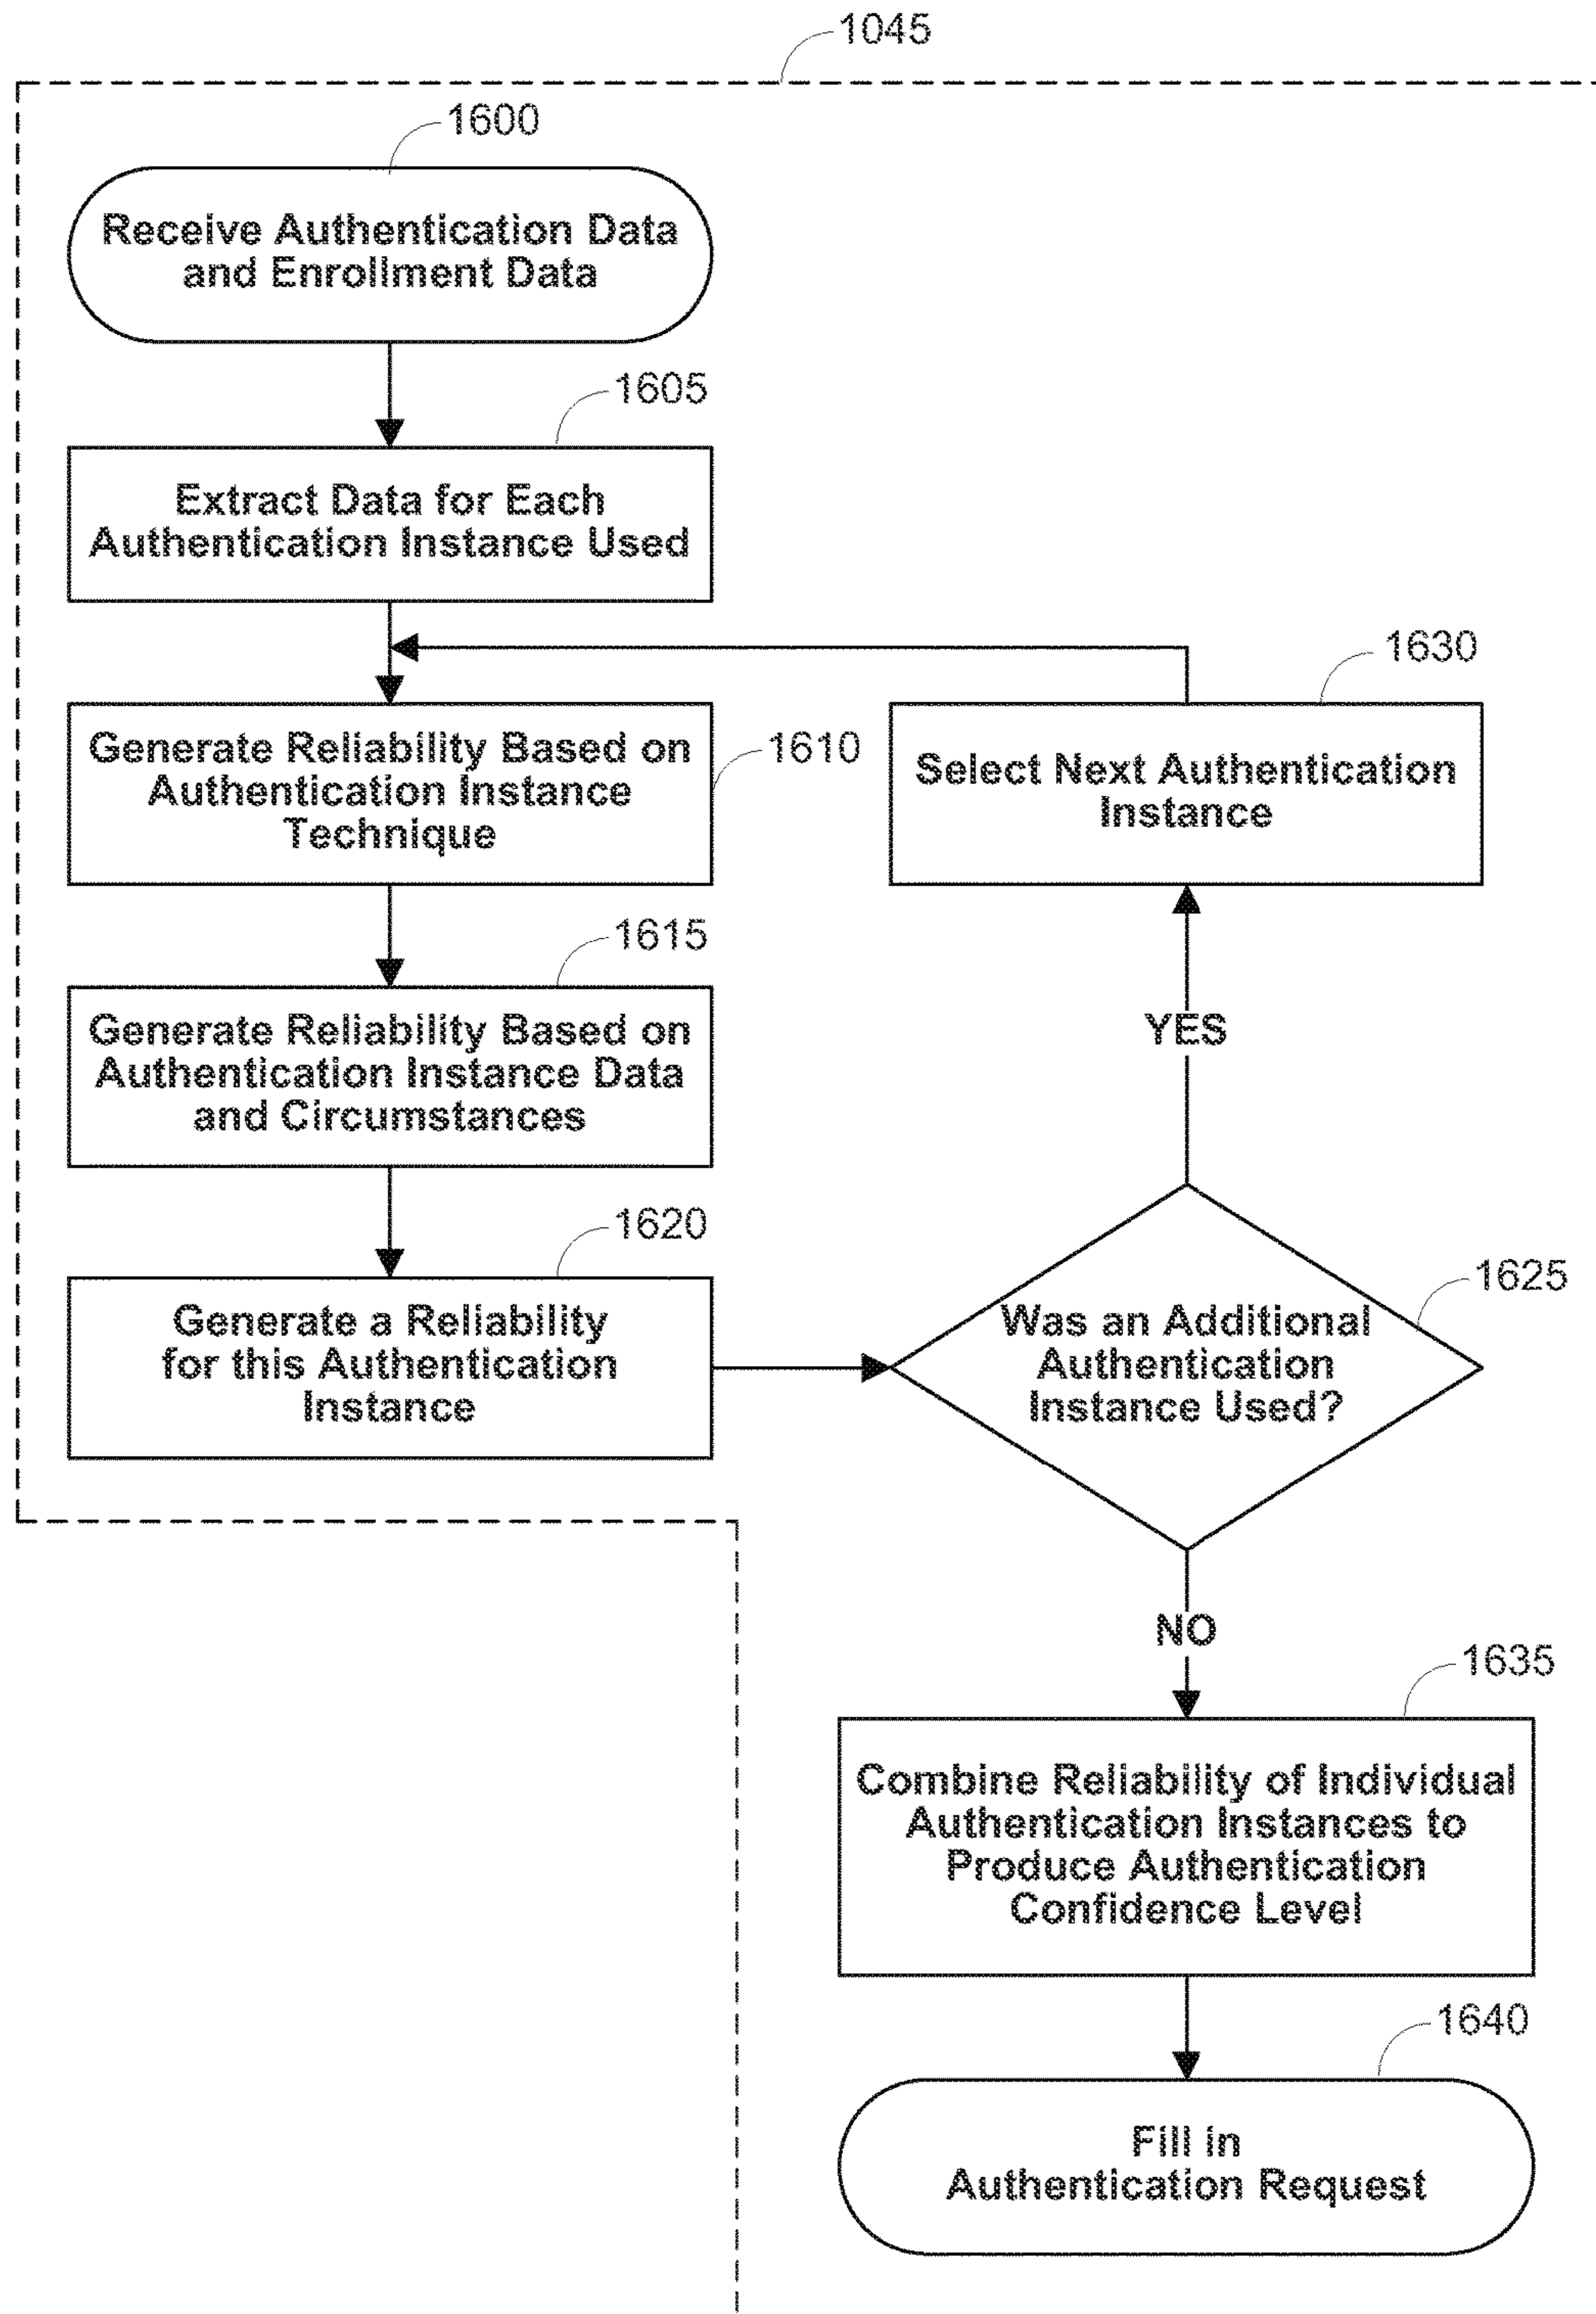 1045
1600
Receive Authentication Data
and Enrollment Data
1605
Extract Data for Each
Authentication Instance Used
1630
Generate Reliability Based on
Authentication Instance
Technique
1610
Select Next Authentication
Instance
1615
Generate Reliability Based on
Authentication Instance Data
and Circumstances
YES
1620
Generate a Reliability
for this Authentication
Instance
1625
Was an Additional
Authentication
Instance Used?
NO
1635
Combine Reliability of Individual
Authentication Instances to
Produce Authentication
Confidence Level
1640
Fill in
Authentication Request